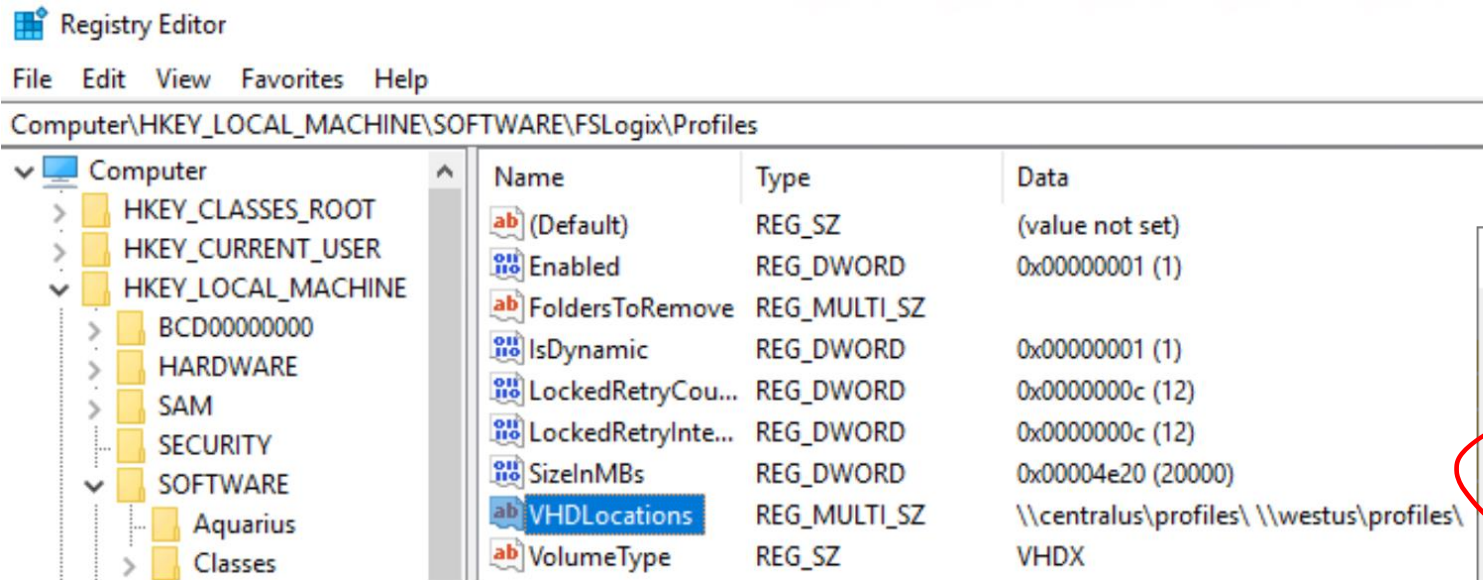 Registry Editor
File Edit View Favorites Help
Computer\HKEY_LOCAL_MACHINE\SOFTWARE\FSLogix\Profiles
Computer
HKEY_CLASSES_ROOT
HKEY_CURRENT_USER
HKEY_LOCAL_MACHINE
BCD00000000
HARDWARE
SAM
SECURITY
SOFTWARE
Aquarius
Classes
Name Type Data
(Default) REG_SZ (value not set)
Enabled REG_DWORD 0x00000001 (1)
FoldersToRemove REG_MULTI_SZ
IsDynamic REG_DWORD 0x00000001 (1)
LockedRetryCou... REG_DWORD 0x0000000c (12)
LockedRetryInte... REG_DWORD 0x0000000c (12)
SizeInMBs REG_DWORD 0x00004e20 (20000)
VHDLocations REG_MULTI_SZ \\centralus\profiles\ \\westus\profiles\
VolumeType REG_SZ VHDX